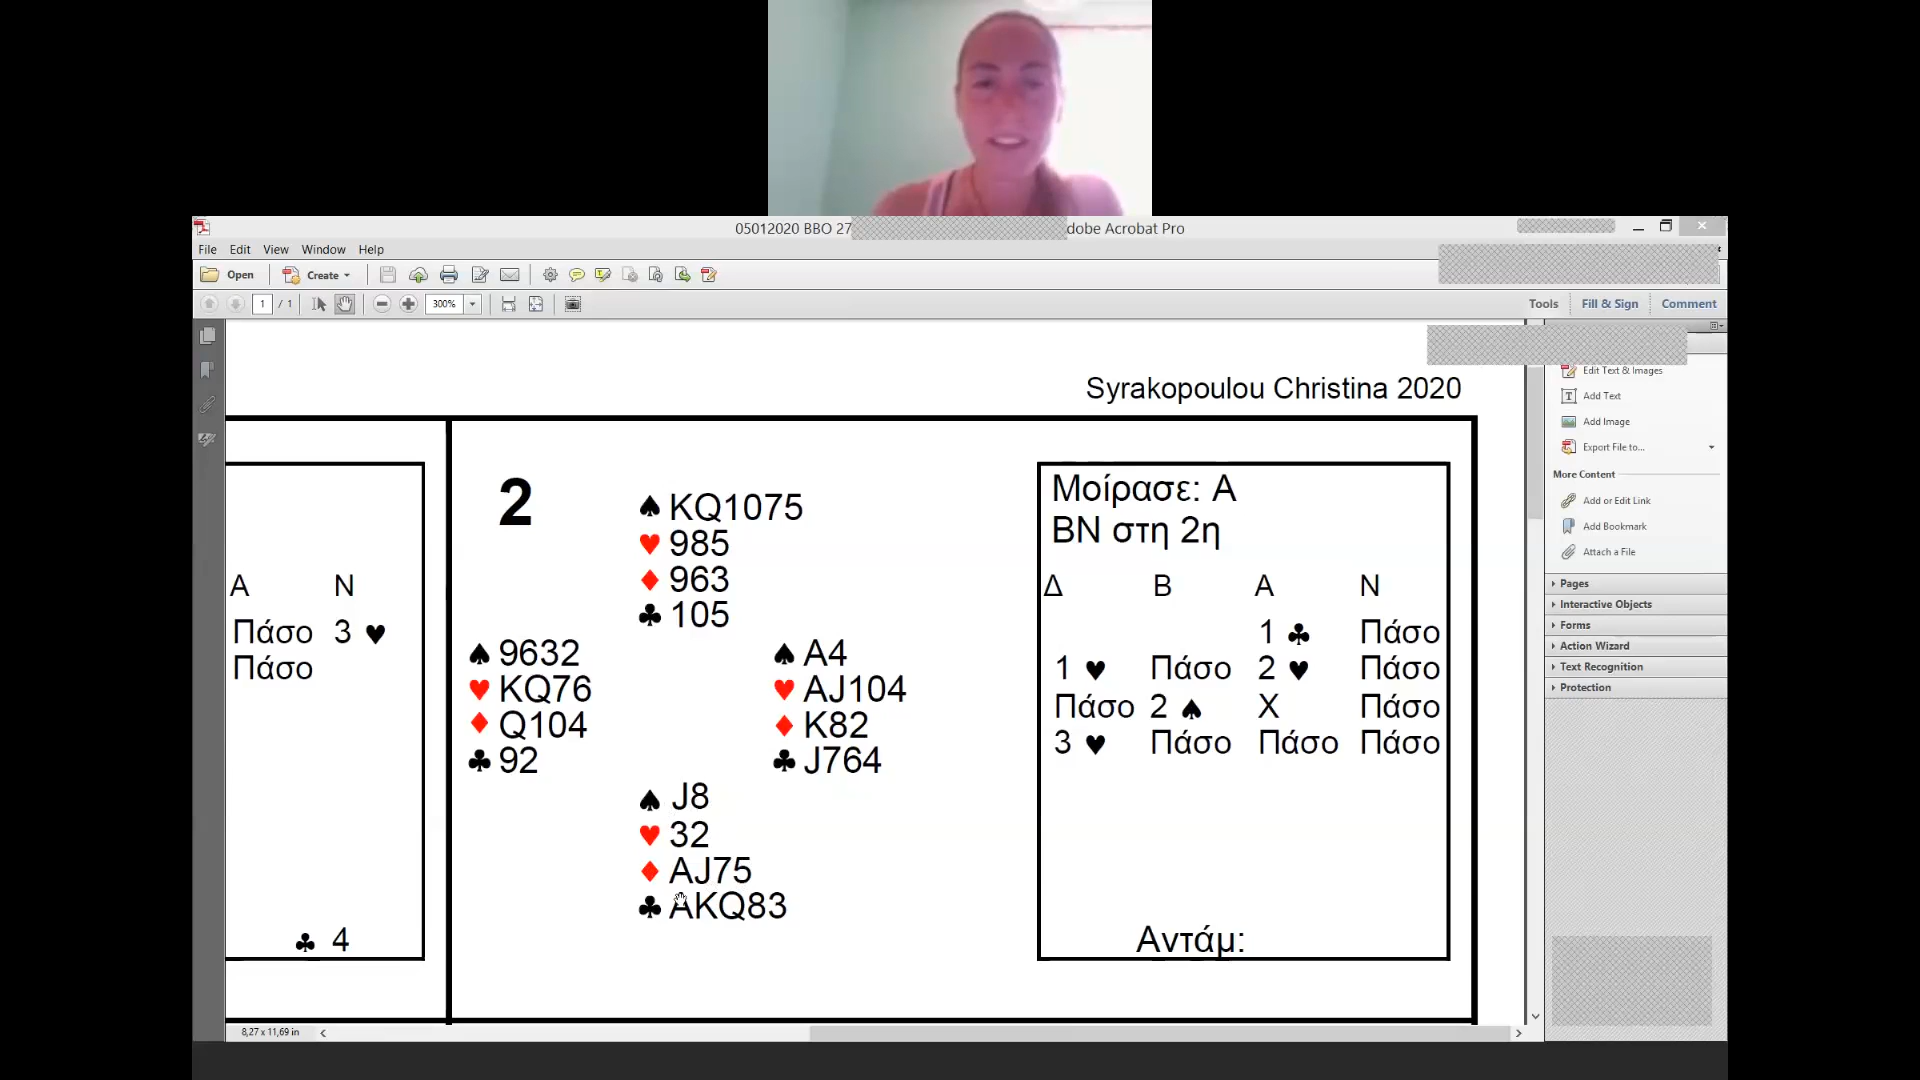 05012020 BBO 27
dobe Acrobat Pro
File Edit View Window Help
Open Create
1 / 1 300% Tools Fill & Sign Comment
Edit Text & Images
Add Text
Add Image
Export File to...
More Content
Add or Edit Link
Add Bookmark
Attach a File
Pages
Interactive Objects
Forms
Action Wizard
Text Recognition
Protection
Syrakopoulou Christina 2020
Α Ν
Πάσο 3 ♥
Πάσο
♣ 4
2
♠ KQ1075
♥ 985
♦ 963
♣ 105
♠ 9632
♥ KQ76
♦ Q104
♣ 92
♠ A4
♥ AJ104
♦ K82
♣ J764
♠ J8
♥ 32
♦ AJ75
♣ AKQ83
Μοίρασε: Α
ΒΝ στη 2η
Δ Β Α Ν
1 ♣ Πάσο
1 ♥ Πάσο 2 ♥ Πάσο
Πάσο 2 ♠ X Πάσο
3 ♥ Πάσο Πάσο Πάσο
Αντάμ:
8,27 x 11,69 in